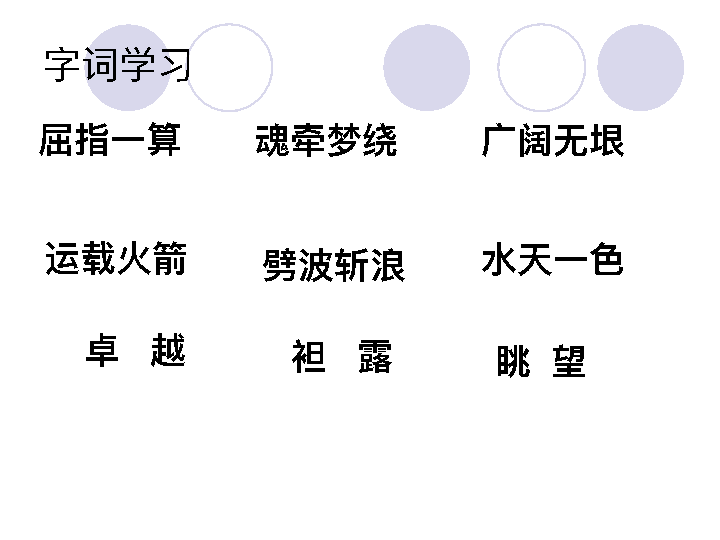 字词学习
屈指一算 魂牵梦绕 广阔无垠
运载火箭 劈波斩浪 水天一色
卓 越 袒 露 眺 望